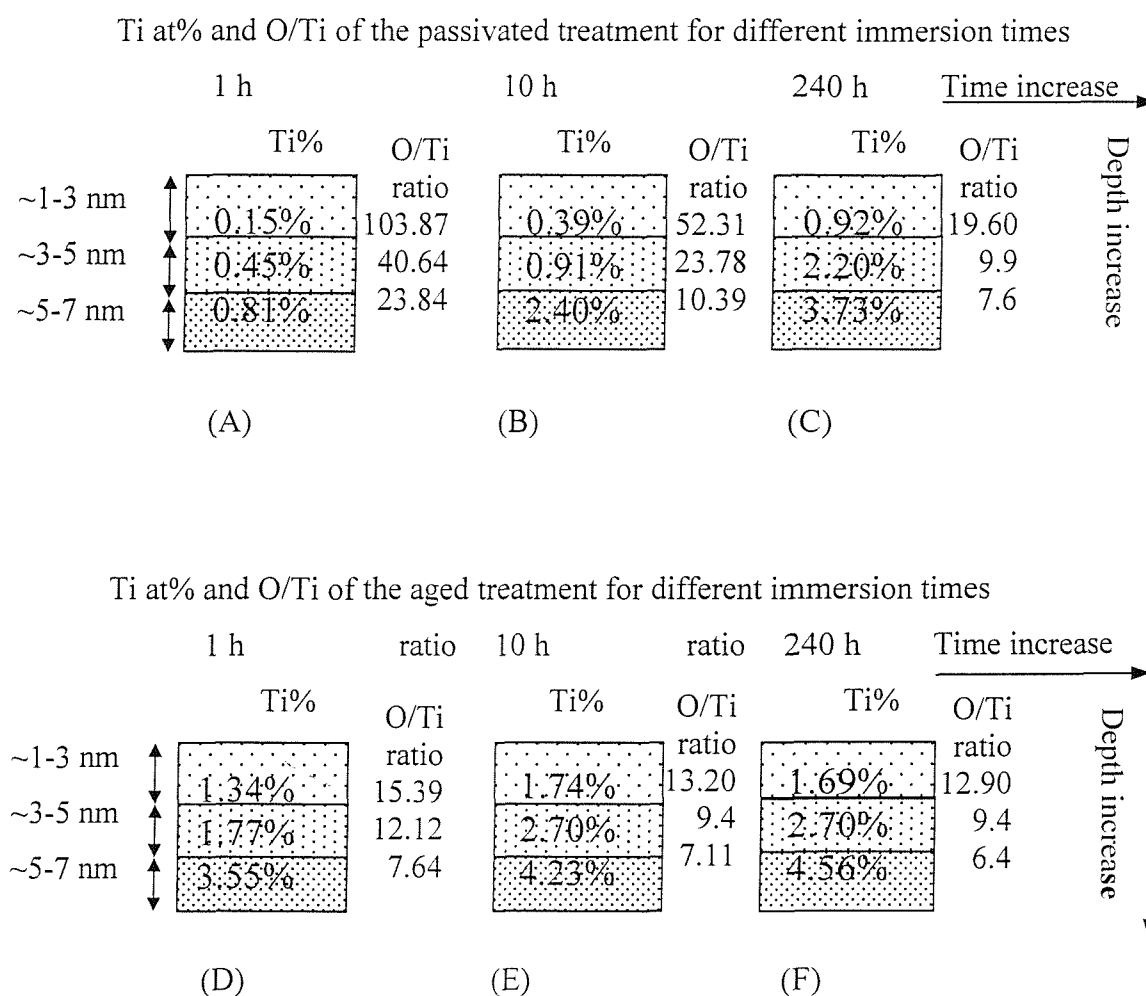 Ti at% and O/Ti of the passivated treatment for different immersion times
1 h 10 h 240 h Time increase
Ti% O/Ti ratio Ti% O/Ti ratio Ti% O/Ti ratio
~1-3 nm 0.15% 103.87 0.39% 52.31 0.92% 19.60
~3-5 nm 0.45% 40.64 0.91% 23.78 2.20% 9.9
~5-7 nm 0.81% 23.84 2.40% 10.39 3.73% 7.6
Depth increase
(A) (B) (C)
Ti at% and O/Ti of the aged treatment for different immersion times
1 h ratio 10 h ratio 240 h Time increase
Ti% O/Ti ratio Ti% O/Ti ratio Ti% O/Ti ratio
~1-3 nm 1.34% 15.39 1.74% 13.20 1.69% 12.90
~3-5 nm 1.77% 12.12 2.70% 9.4 2.70% 9.4
~5-7 nm 3.55% 7.64 4.23% 7.11 4.56% 6.4
Depth increase
(D) (E) (F)